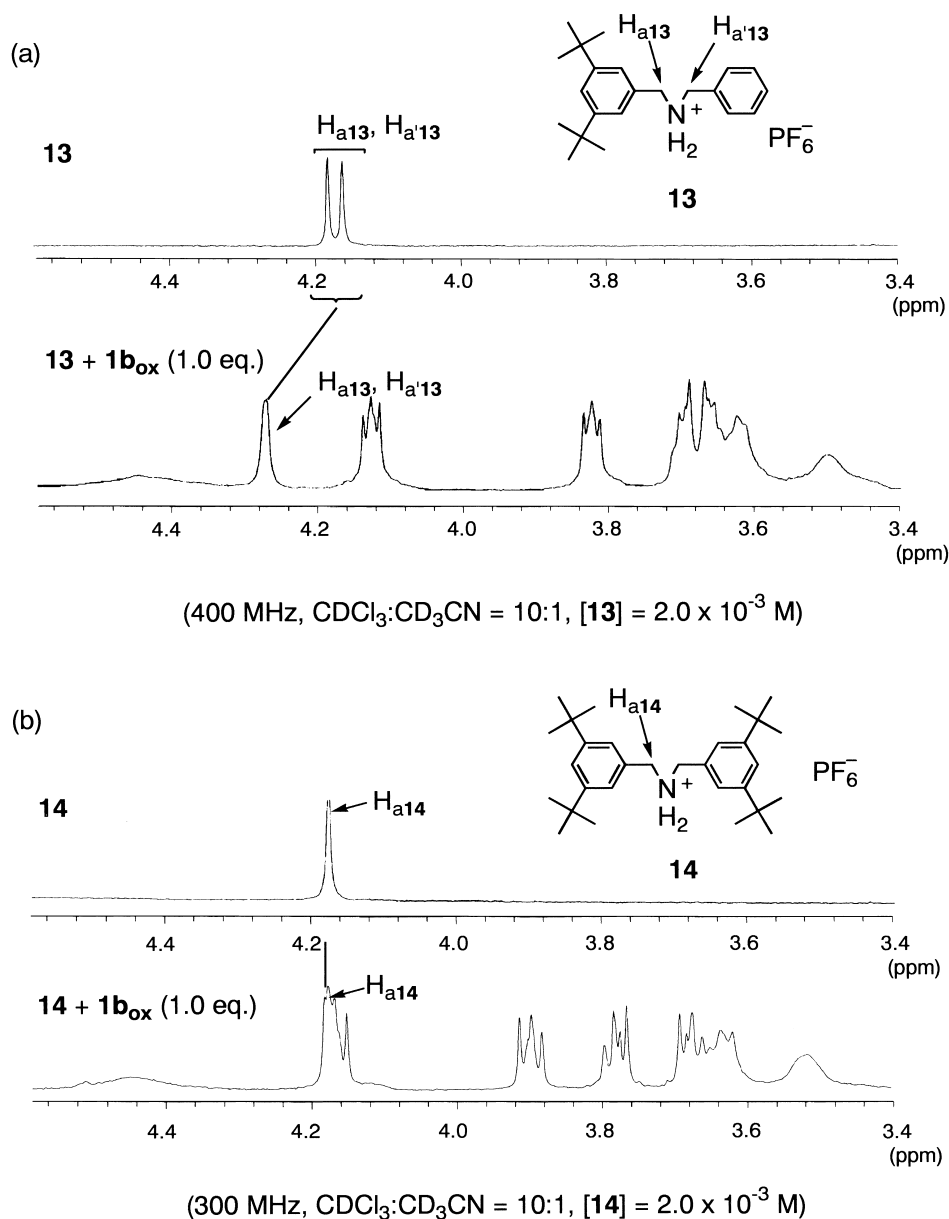 (a)
Ha13 Ha'13
N+
H2
PF6−
13
13
Ha13, Ha'13
4.4 4.2 4.0 3.8 3.6 3.4
(ppm)
13 + 1box (1.0 eq.)
Ha13, Ha'13
4.4 4.2 4.0 3.8 3.6 3.4
(ppm)
(400 MHz, CDCl3:CD3CN = 10:1, [13] = 2.0 x 10-3 M)
(b)
Ha14
N+
H2
PF6−
14
14
Ha14
4.4 4.2 4.0 3.8 3.6 3.4
(ppm)
14 + 1box (1.0 eq.)
Ha14
4.4 4.2 4.0 3.8 3.6 3.4
(ppm)
(300 MHz, CDCl3:CD3CN = 10:1, [14] = 2.0 x 10-3 M)